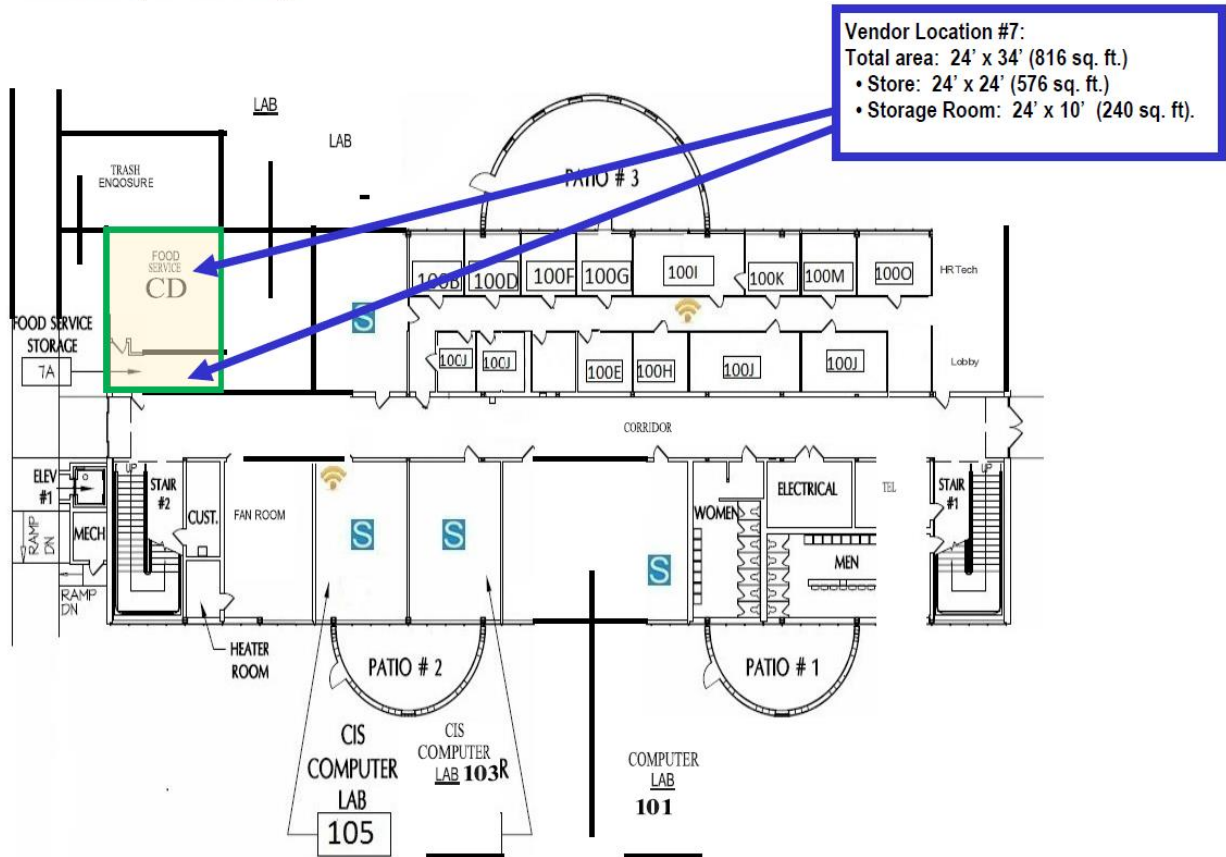 Vendor Location #7:
Total area: 24' x 34' (816 sq. ft.)
• Store: 24' x 24' (576 sq. ft.)
• Storage Room: 24' x 10' (240 sq. ft).
LAB
LAB
TRASH
ENQOSURE
PATIO # 3
FOOD
SERVICE
CD
100B
100D
100F
100G
100I
100K
100M
100O
HR Tech
S
FOOD SERVICE
STORAGE
7A
10CJ
10CJ
100E
100H
100J
100J
Lobby
CORRIDOR
UP
UP
ELEV
#1
STAIR
#2
CUST.
FAN ROOM
WOMEN
ELECTRICAL
TEL
STAIR
#1
MECH
S
S
S
MEN
RAMP
DN
RAMP
DN
HEATER
ROOM
PATIO # 2
PATIO # 1
CIS
COMPUTER
LAB
105
CIS
COMPUTER
LAB 103R
COMPUTER
LAB
101